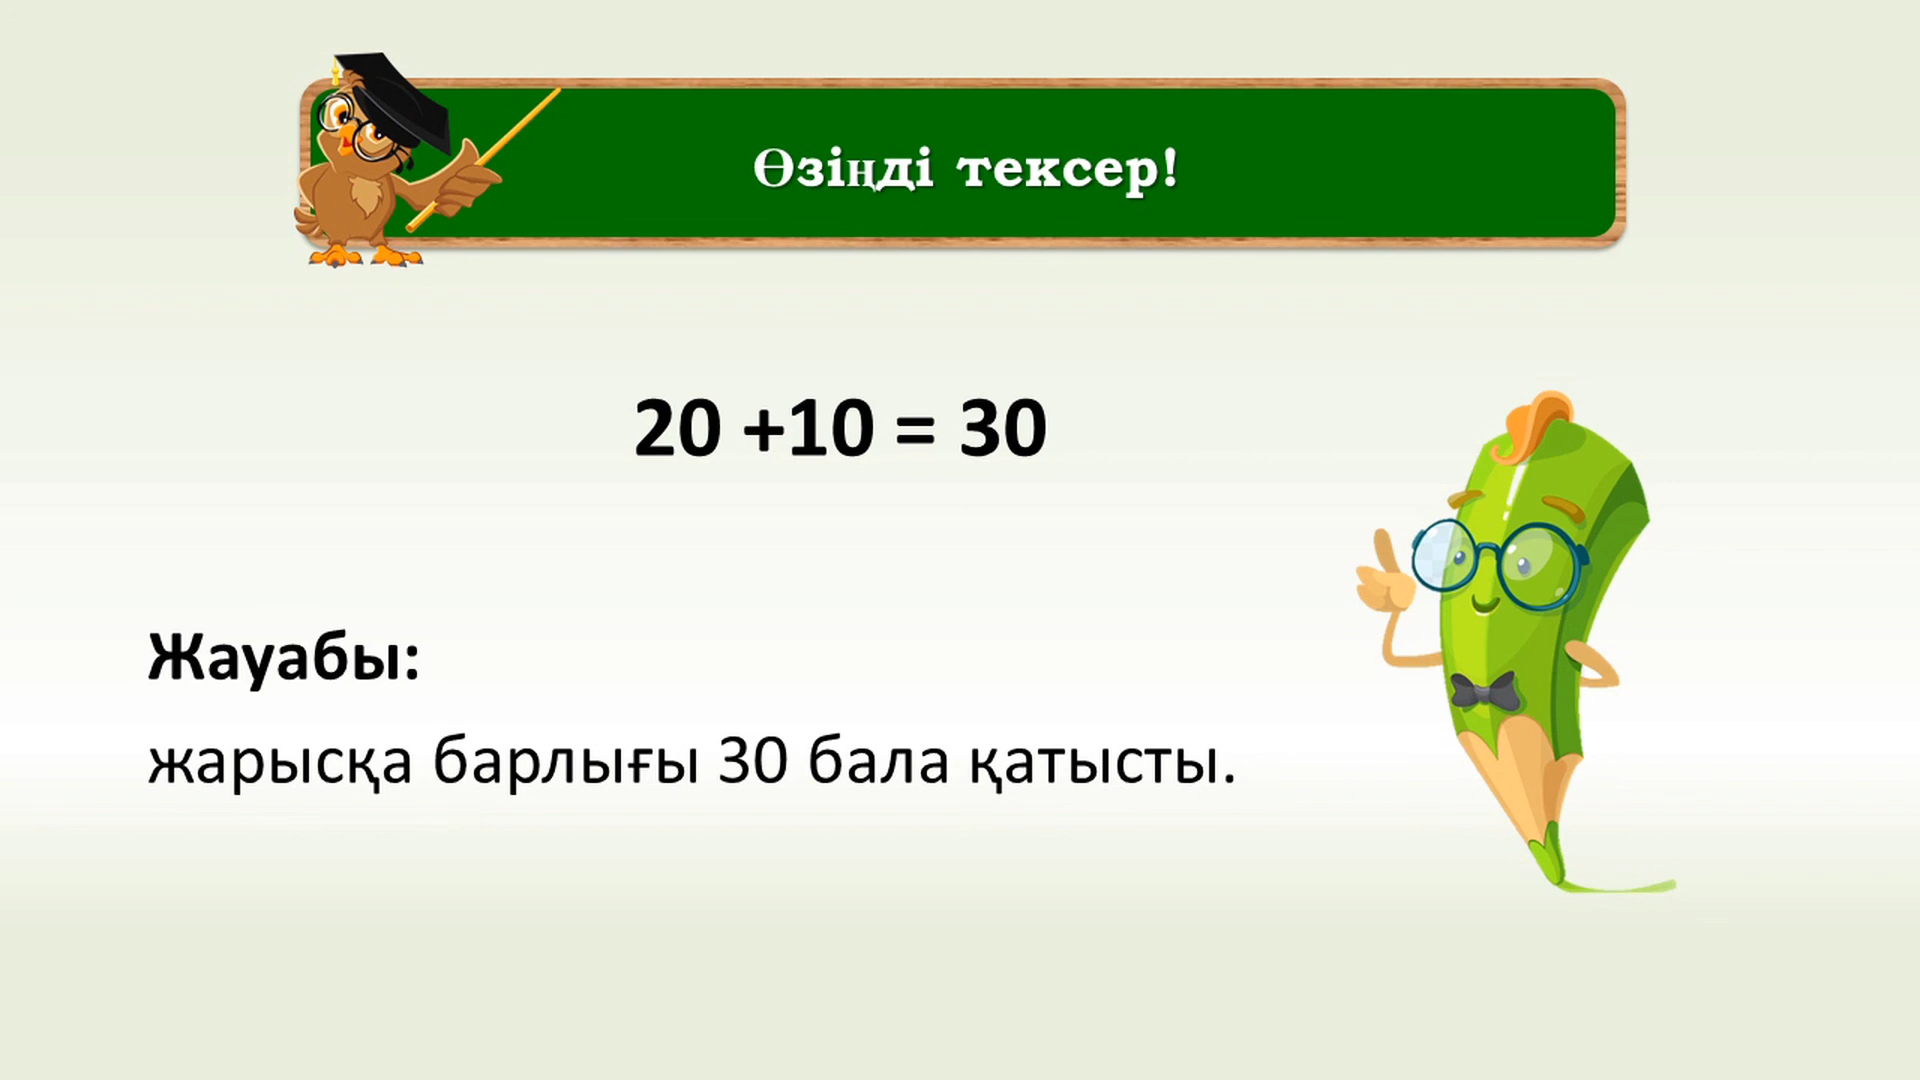 Өзіңді тексер!
20 +10 = 30
Жауабы:
жарысқа барлығы 30 бала қатысты.